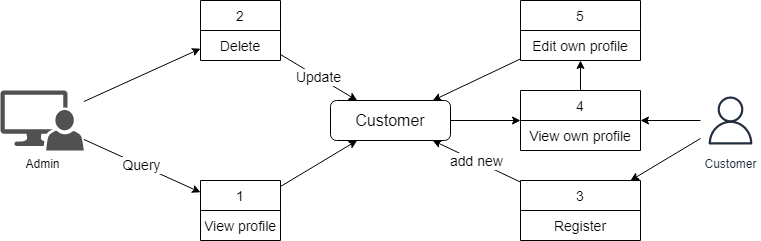 2
Delete
5
Edit own profile
Update
Customer
4
View own profile
Admin
Query
add new
Customer
1
View profile
3
Register